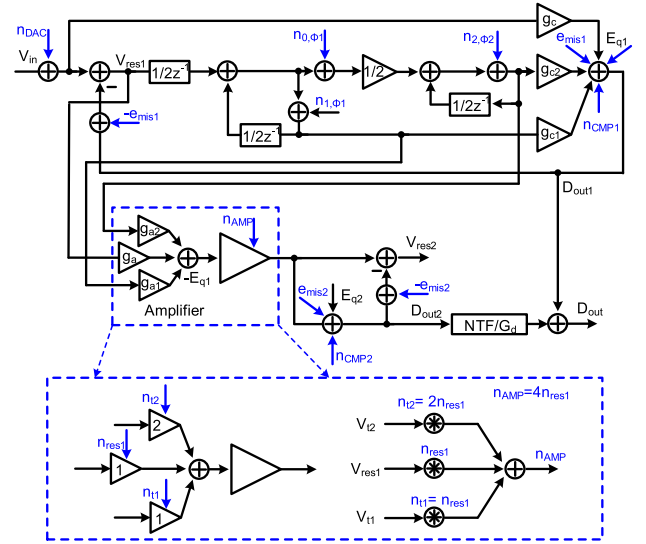 n_DAC
V_in
V_res1
1/2z⁻¹
n_0,Φ1
1/2
n_2,Φ2
g_c
e_mis1
E_q1
g_c2
n_1,Φ1
1/2z⁻¹
1/2z⁻¹
-e_mis1
g_c1
n_CMP1
D_out1
n_AMP
g_a2
g_a
g_a1
-E_q1
Amplifier
V_res2
e_mis2
E_q2
-e_mis2
D_out2
NTF/G_d
D_out
n_CMP2
n_t2
2
n_res1
1
n_t1
1
n_t2= 2n_res1
n_AMP=4n_res1
V_t2
n_res1
V_res1
n_AMP
n_t1= n_res1
V_t1